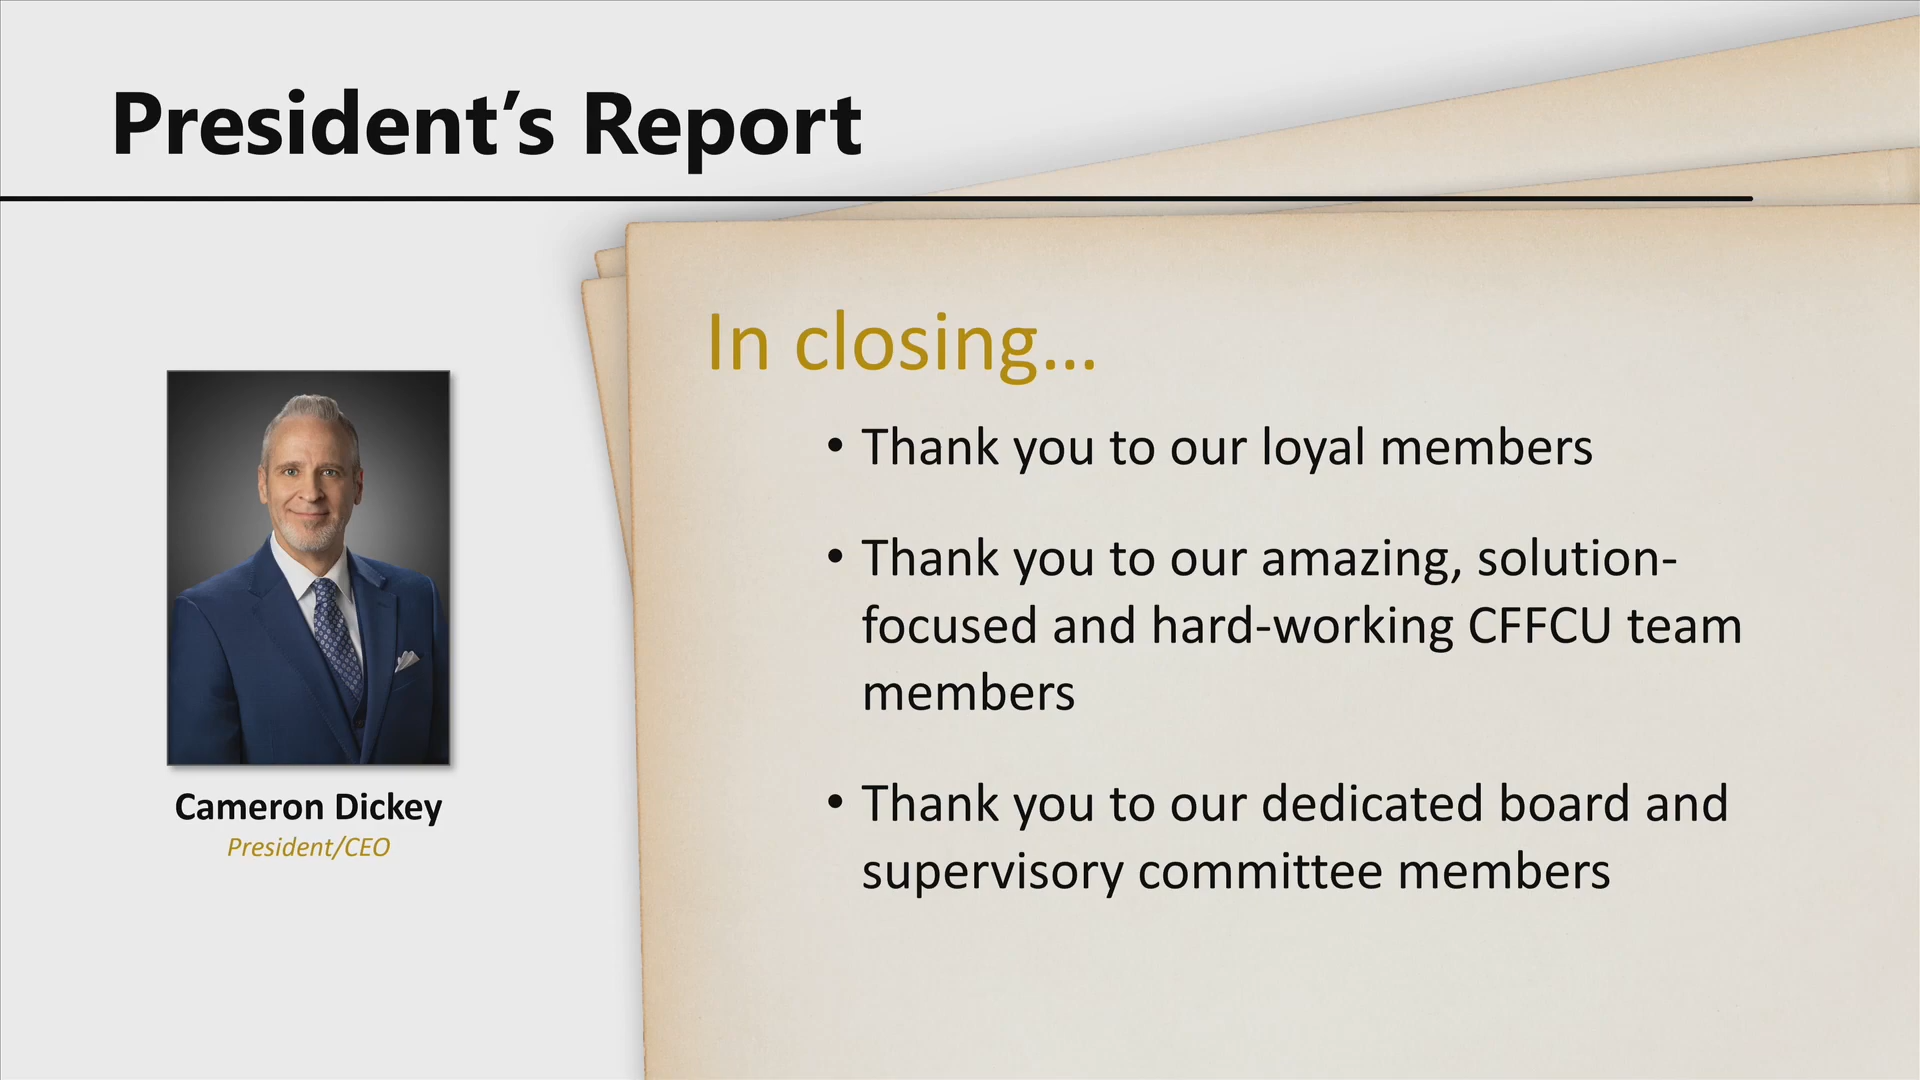 President’s Report
In closing...
• Thank you to our loyal members
• Thank you to our amazing, solution-
focused and hard-working CFFCU team
members
• Thank you to our dedicated board and
supervisory committee members
Cameron Dickey
President/CEO